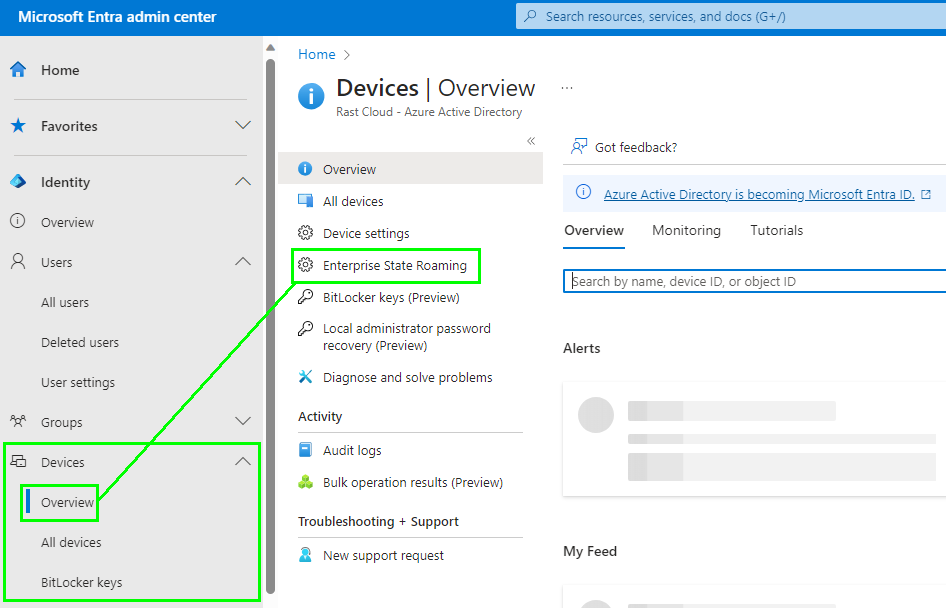 Microsoft Entra admin center
Search resources, services, and docs (G+/)
Home
Favorites
Identity
Overview
Users
All users
Deleted users
User settings
Groups
Devices
Overview
All devices
BitLocker keys
Home
Devices | Overview
...
Rast Cloud - Azure Active Directory
Overview
All devices
Device settings
Enterprise State Roaming
BitLocker keys (Preview)
Local administrator password
recovery (Preview)
Diagnose and solve problems
Activity
Audit logs
Bulk operation results (Preview)
Troubleshooting + Support
New support request
Got feedback?
Azure Active Directory is becoming Microsoft Entra ID.
Overview Monitoring Tutorials
Search by name, device ID, or object ID
Alerts
My Feed